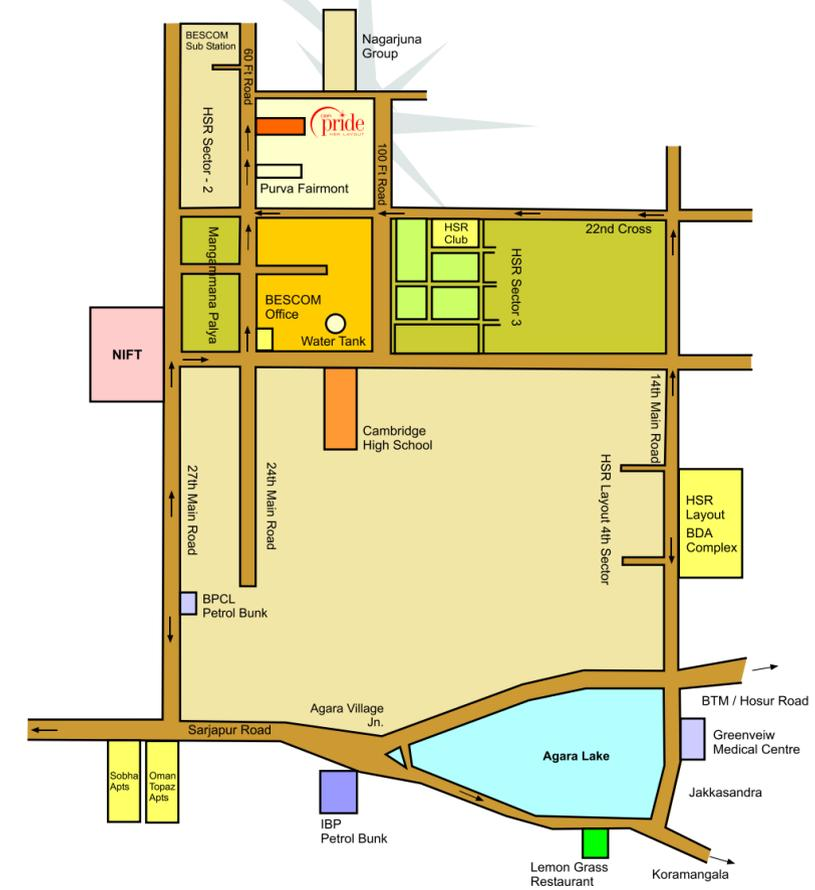 BESCOM
Sub Station
60 Ft Road
Nagarjuna
Group
HSR Sector - 2
pride
HSR LAYOUT
100 Ft Road
Purva Fairmont
22nd Cross
Mangammana Palya
HSR
Club
HSR Sector 3
BESCOM
Office
Water Tank
NIFT
Cambridge
High School
14th Main Road
27th Main Road
24th Main Road
HSR Layout 4th Sector
HSR
Layout
BDA
Complex
BPCL
Petrol Bunk
Agara Village
Jn.
Sarjapur Road
BTM / Hosur Road
Greenveiw
Medical Centre
Agara Lake
Sobha
Apts
Oman
Topaz
Apts
Jakkasandra
IBP
Petrol Bunk
Lemon Grass
Restaurant
Koramangala